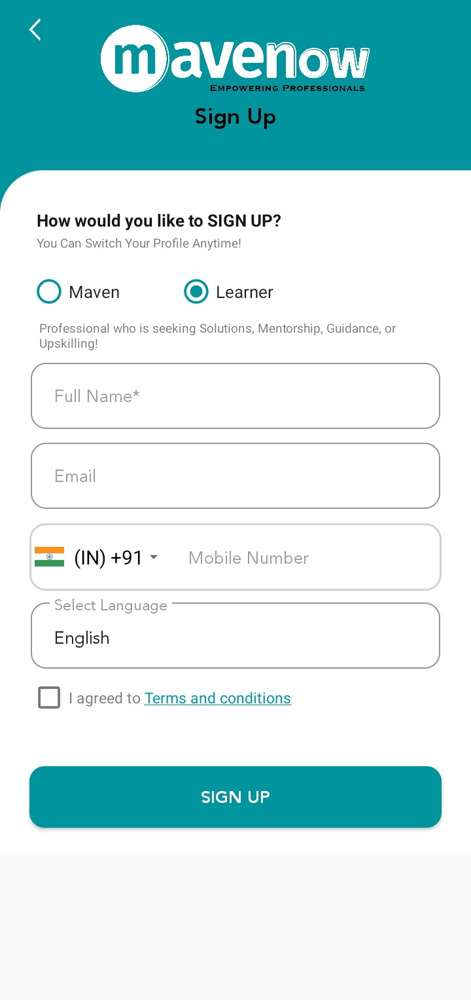 mavenow
EMPOWERING PROFESSIONALS
Sign Up
How would you like to SIGN UP?
You Can Switch Your Profile Anytime!
Maven
Learner
Professional who is seeking Solutions, Mentorship, Guidance, or
Upskilling!
Full Name*
Email
(IN) +91
Mobile Number
Select Language
English
I agreed to Terms and conditions
SIGN UP